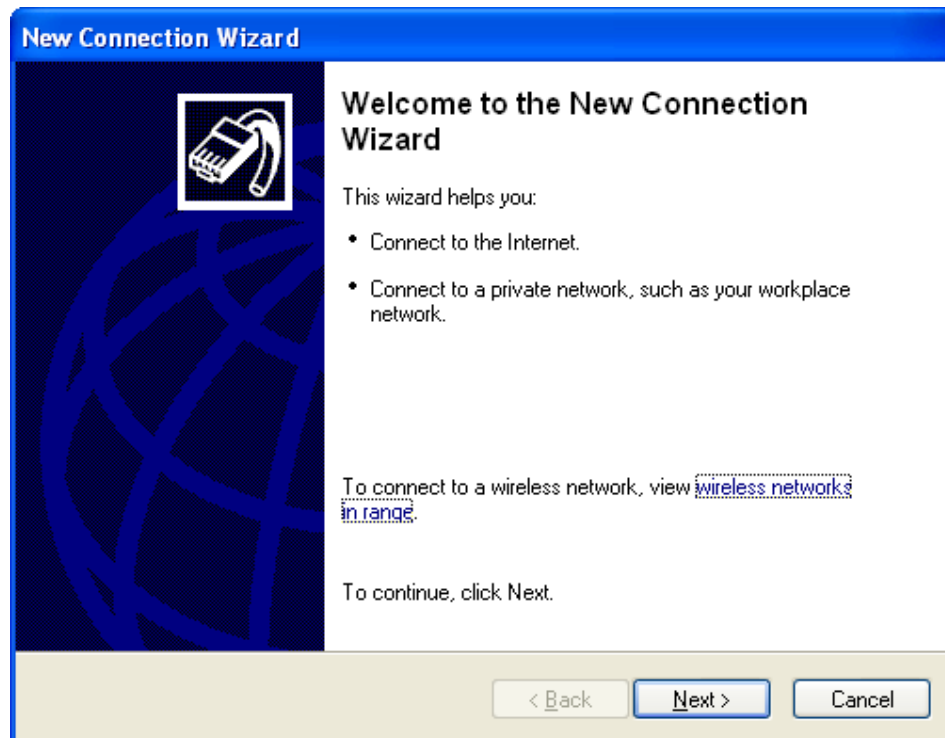 New Connection Wizard
Welcome to the New Connection
Wizard
This wizard helps you:
• Connect to the Internet.
• Connect to a private network, such as your workplace
network.
To connect to a wireless network, view wireless networks
in range.
To continue, click Next.
< Back Next > Cancel